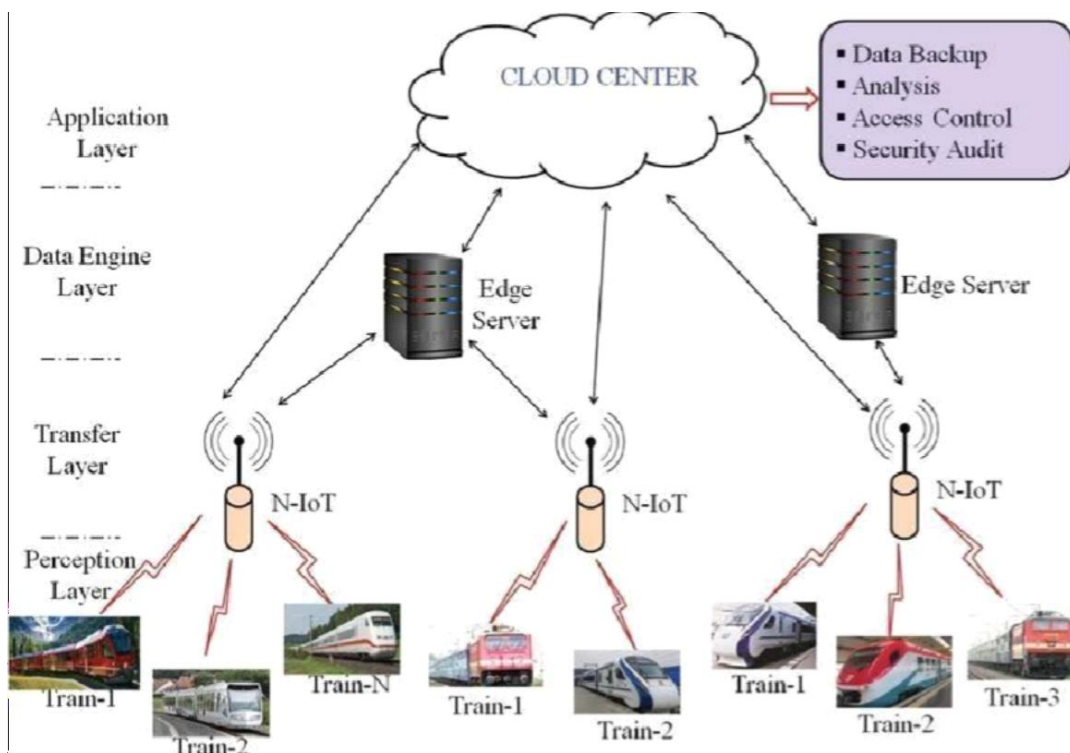 CLOUD CENTER
▪ Data Backup
▪ Analysis
▪ Access Control
▪ Security Audit
Application
Layer
Data Engine
Layer
Edge
Server
Edge Server
Transfer
Layer
N-IoT
N-IoT
N-IoT
Perception
Layer
Train-1
Train-2
Train-N
Train-1
Train-2
Train-1
Train-2
Train-3